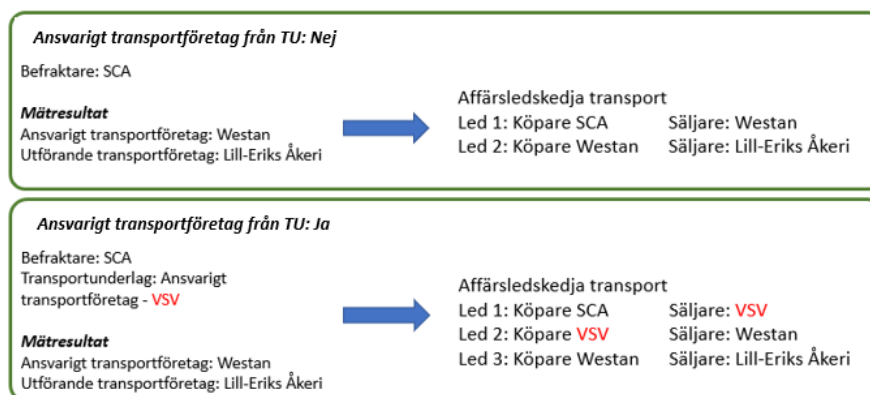 Ansvarigt transportföretag från TU: Nej
Befraktare: SCA
Mätresultat
Ansvarigt transportföretag: Westan
Utförande transportföretag: Lill-Eriks Åkeri
Affärsledskedja transport
Led 1: Köpare SCA Säljare: Westan
Led 2: Köpare Westan Säljare: Lill-Eriks Åkeri
Ansvarigt transportföretag från TU: Ja
Befraktare: SCA
Transportunderlag: Ansvarigt
transportföretag - VSV
Mätresultat
Ansvarigt transportföretag: Westan
Utförande transportföretag: Lill-Eriks Åkeri
Affärsledskedja transport
Led 1: Köpare SCA Säljare: VSV
Led 2: Köpare VSV Säljare: Westan
Led 3: Köpare Westan Säljare: Lill-Eriks Åkeri